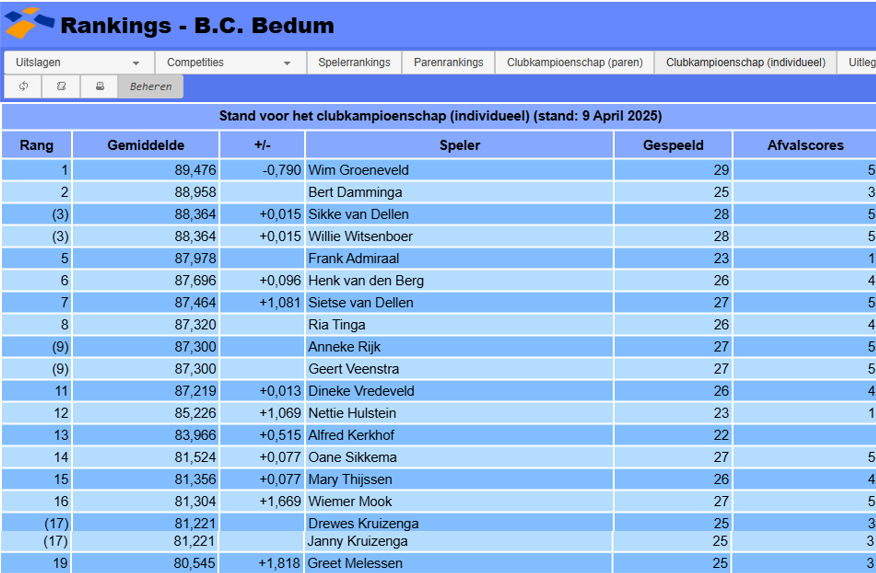 Rankings - B.C. Bedum
Uitslagen Competities Spelerrankings Parenrankings Clubkampioenschap (paren) Clubkampioenschap (individueel) Uitleg
Beheren
Stand voor het clubkampioenschap (individueel) (stand: 9 April 2025)
Rang Gemiddelde +/- Speler Gespeeld Afvalscores
1 89,476 -0,790 Wim Groeneveld 29 5
2 88,958 Bert Damminga 25 3
(3) 88,364 +0,015 Sikke van Dellen 28 5
(3) 88,364 +0,015 Willie Witsenboer 28 5
5 87,978 Frank Admiraal 23 1
6 87,696 +0,096 Henk van den Berg 26 4
7 87,464 +1,081 Sietse van Dellen 27 5
8 87,320 Ria Tinga 26 4
(9) 87,300 Anneke Rijk 27 5
(9) 87,300 Geert Veenstra 27 5
11 87,219 +0,013 Dineke Vredeveld 26 4
12 85,226 +1,069 Nettie Hulstein 23 1
13 83,966 +0,515 Alfred Kerkhof 22
14 81,524 +0,077 Oane Sikkema 27 5
15 81,356 +0,077 Mary Thijssen 26 4
16 81,304 +1,669 Wiemer Mook 27 5
(17) 81,221 Drewes Kruizenga 25 3
(17) 81,221 Janny Kruizenga 25 3
19 80,545 +1,818 Greet Melessen 25 3